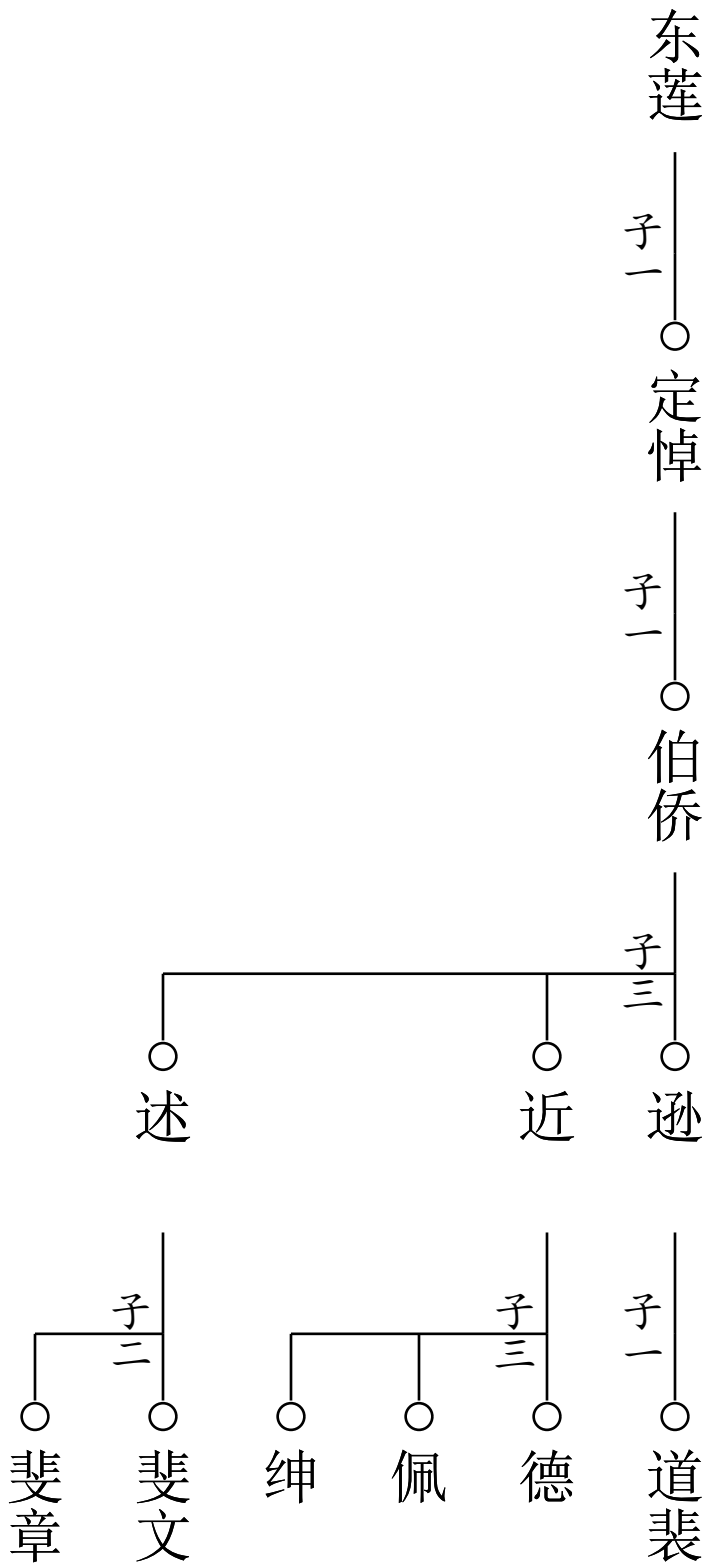 东莲
子一
定悼
子一
伯侨
子三
逊
近
述
子一
子三
子二
道裴
德
佩
绅
斐文
斐章